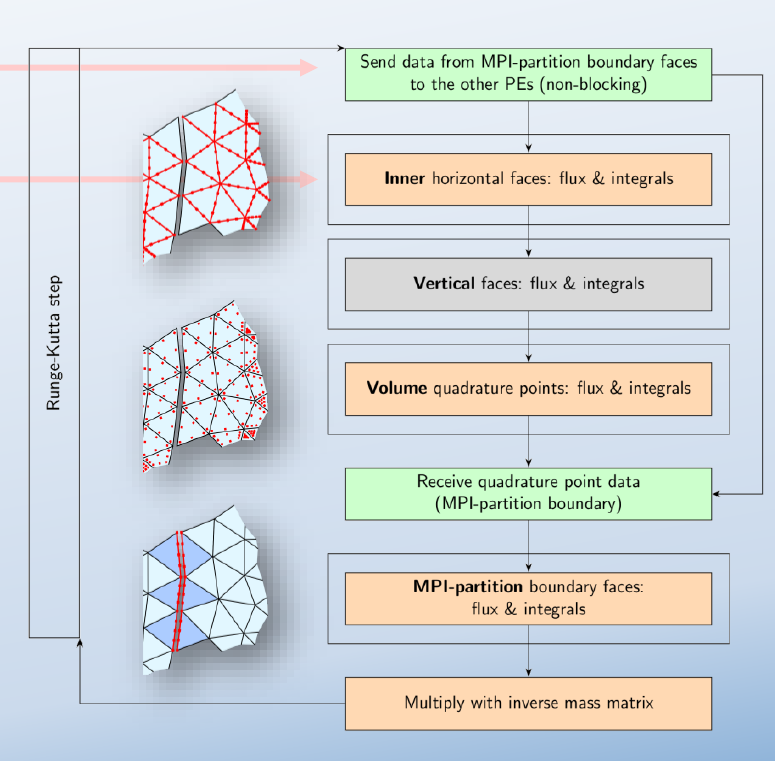 Send data from MPI-partition boundary faces
to the other PEs (non-blocking)
Inner horizontal faces: flux & integrals
Vertical faces: flux & integrals
Volume quadrature points: flux & integrals
Receive quadrature point data
(MPI-partition boundary)
MPI-partition boundary faces:
flux & integrals
Multiply with inverse mass matrix
Runge-Kutta step